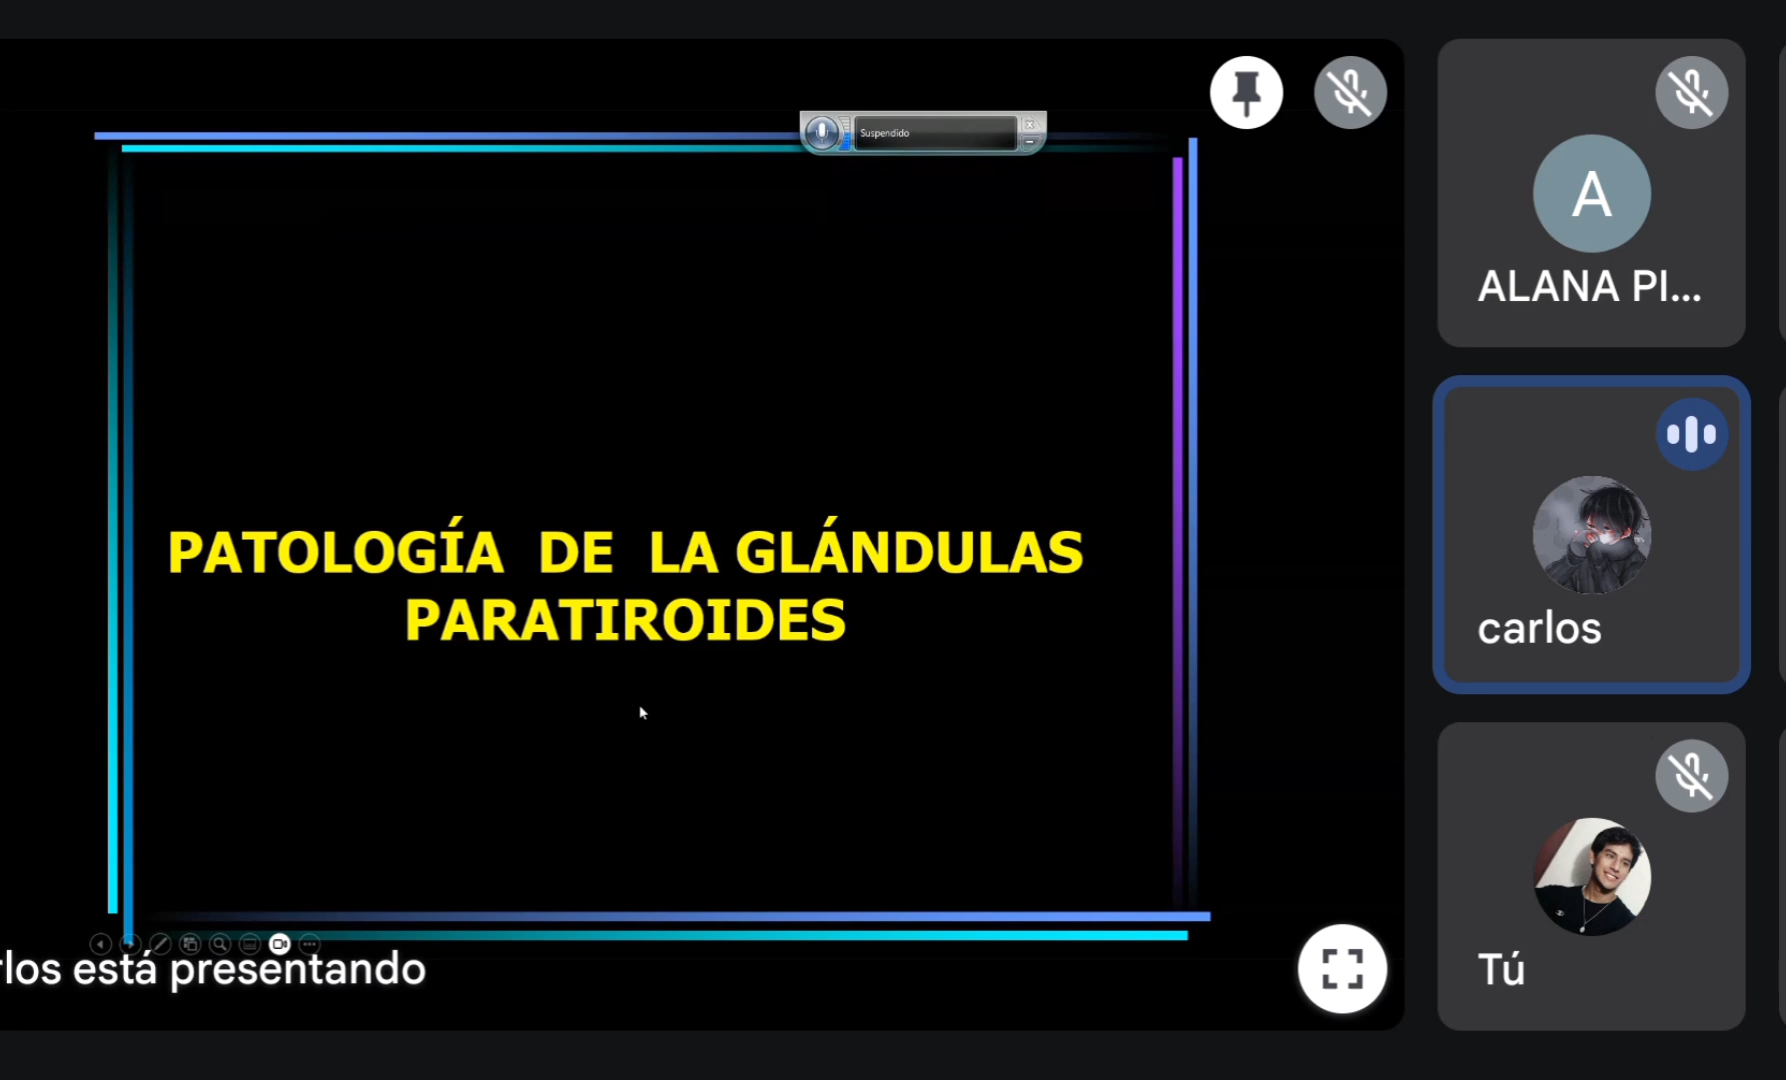 Suspendido
PATOLOGÍA DE LA GLÁNDULAS
PARATIROIDES
rlos está presentando
A
ALANA PI...
carlos
Tú